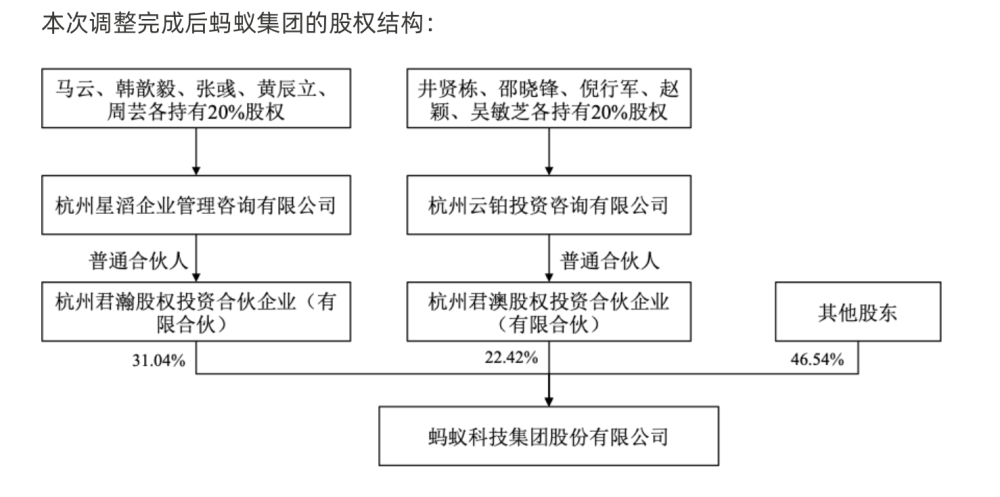 本次调整完成后蚂蚁集团的股权结构：
马云、韩歆毅、张彧、黄辰立、
周芸各持有20%股权
井贤栋、邵晓锋、倪行军、赵
颖、吴敏芝各持有20%股权
杭州星滔企业管理咨询有限公司
杭州云铂投资咨询有限公司
普通合伙人
普通合伙人
杭州君瀚股权投资合伙企业（有
限合伙）
杭州君澳股权投资合伙企业
（有限合伙）
其他股东
31.04%
22.42%
46.54%
蚂蚁科技集团股份有限公司